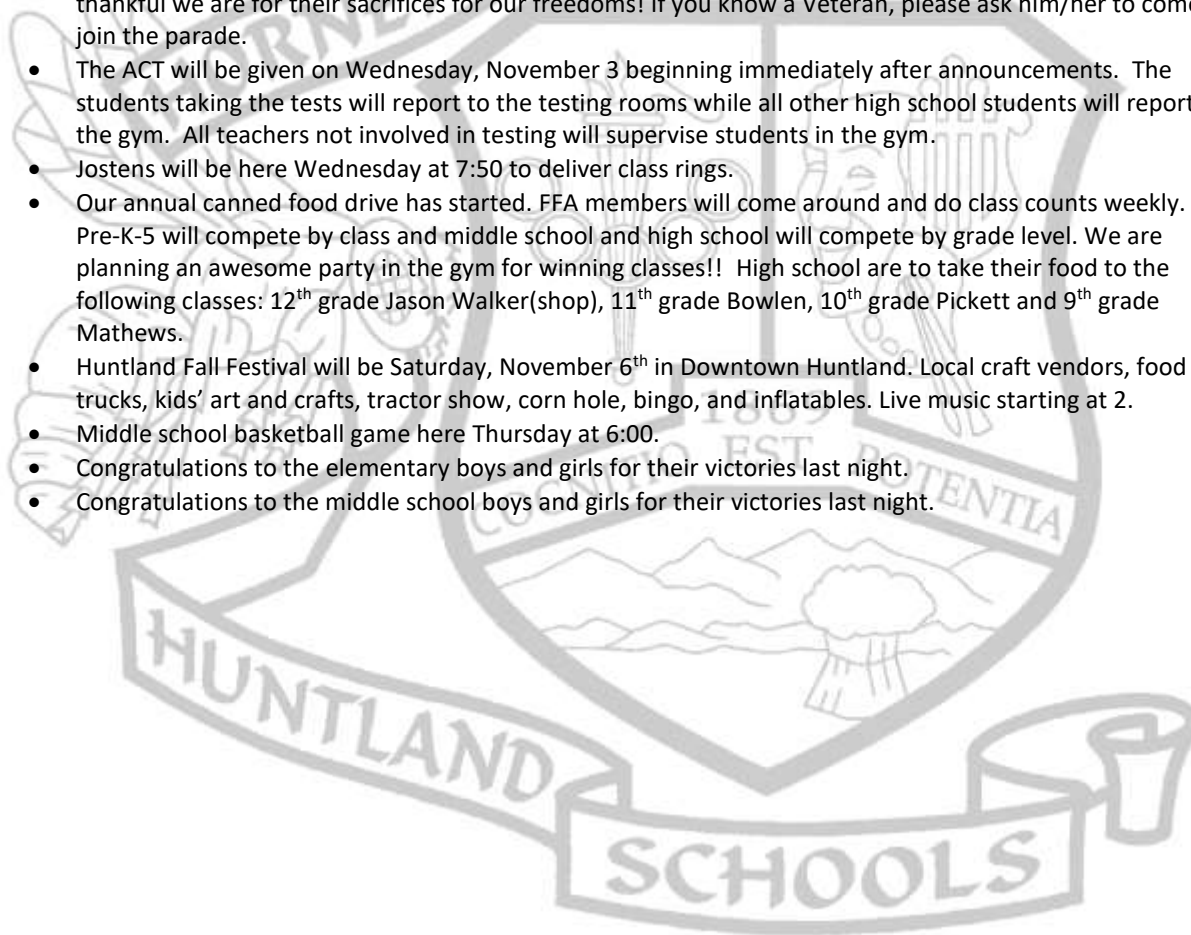 thankful we are for their sacrifices for our freedoms! If you know a Veteran, please ask him/her to come
join the parade.
• The ACT will be given on Wednesday, November 3 beginning immediately after announcements. The
students taking the tests will report to the testing rooms while all other high school students will report
the gym. All teachers not involved in testing will supervise students in the gym.
• Jostens will be here Wednesday at 7:50 to deliver class rings.
• Our annual canned food drive has started. FFA members will come around and do class counts weekly.
Pre-K-5 will compete by class and middle school and high school will compete by grade level. We are
planning an awesome party in the gym for winning classes!! High school are to take their food to the
following classes: 12th grade Jason Walker(shop), 11th grade Bowlen, 10th grade Pickett and 9th grade
Mathews.
• Huntland Fall Festival will be Saturday, November 6th in Downtown Huntland. Local craft vendors, food
trucks, kids’ art and crafts, tractor show, corn hole, bingo, and inflatables. Live music starting at 2.
• Middle school basketball game here Thursday at 6:00.
• Congratulations to the elementary boys and girls for their victories last night.
• Congratulations to the middle school boys and girls for their victories last night.
COGNITIO EST POTENTIA
HUNTLAND
SCHOOLS